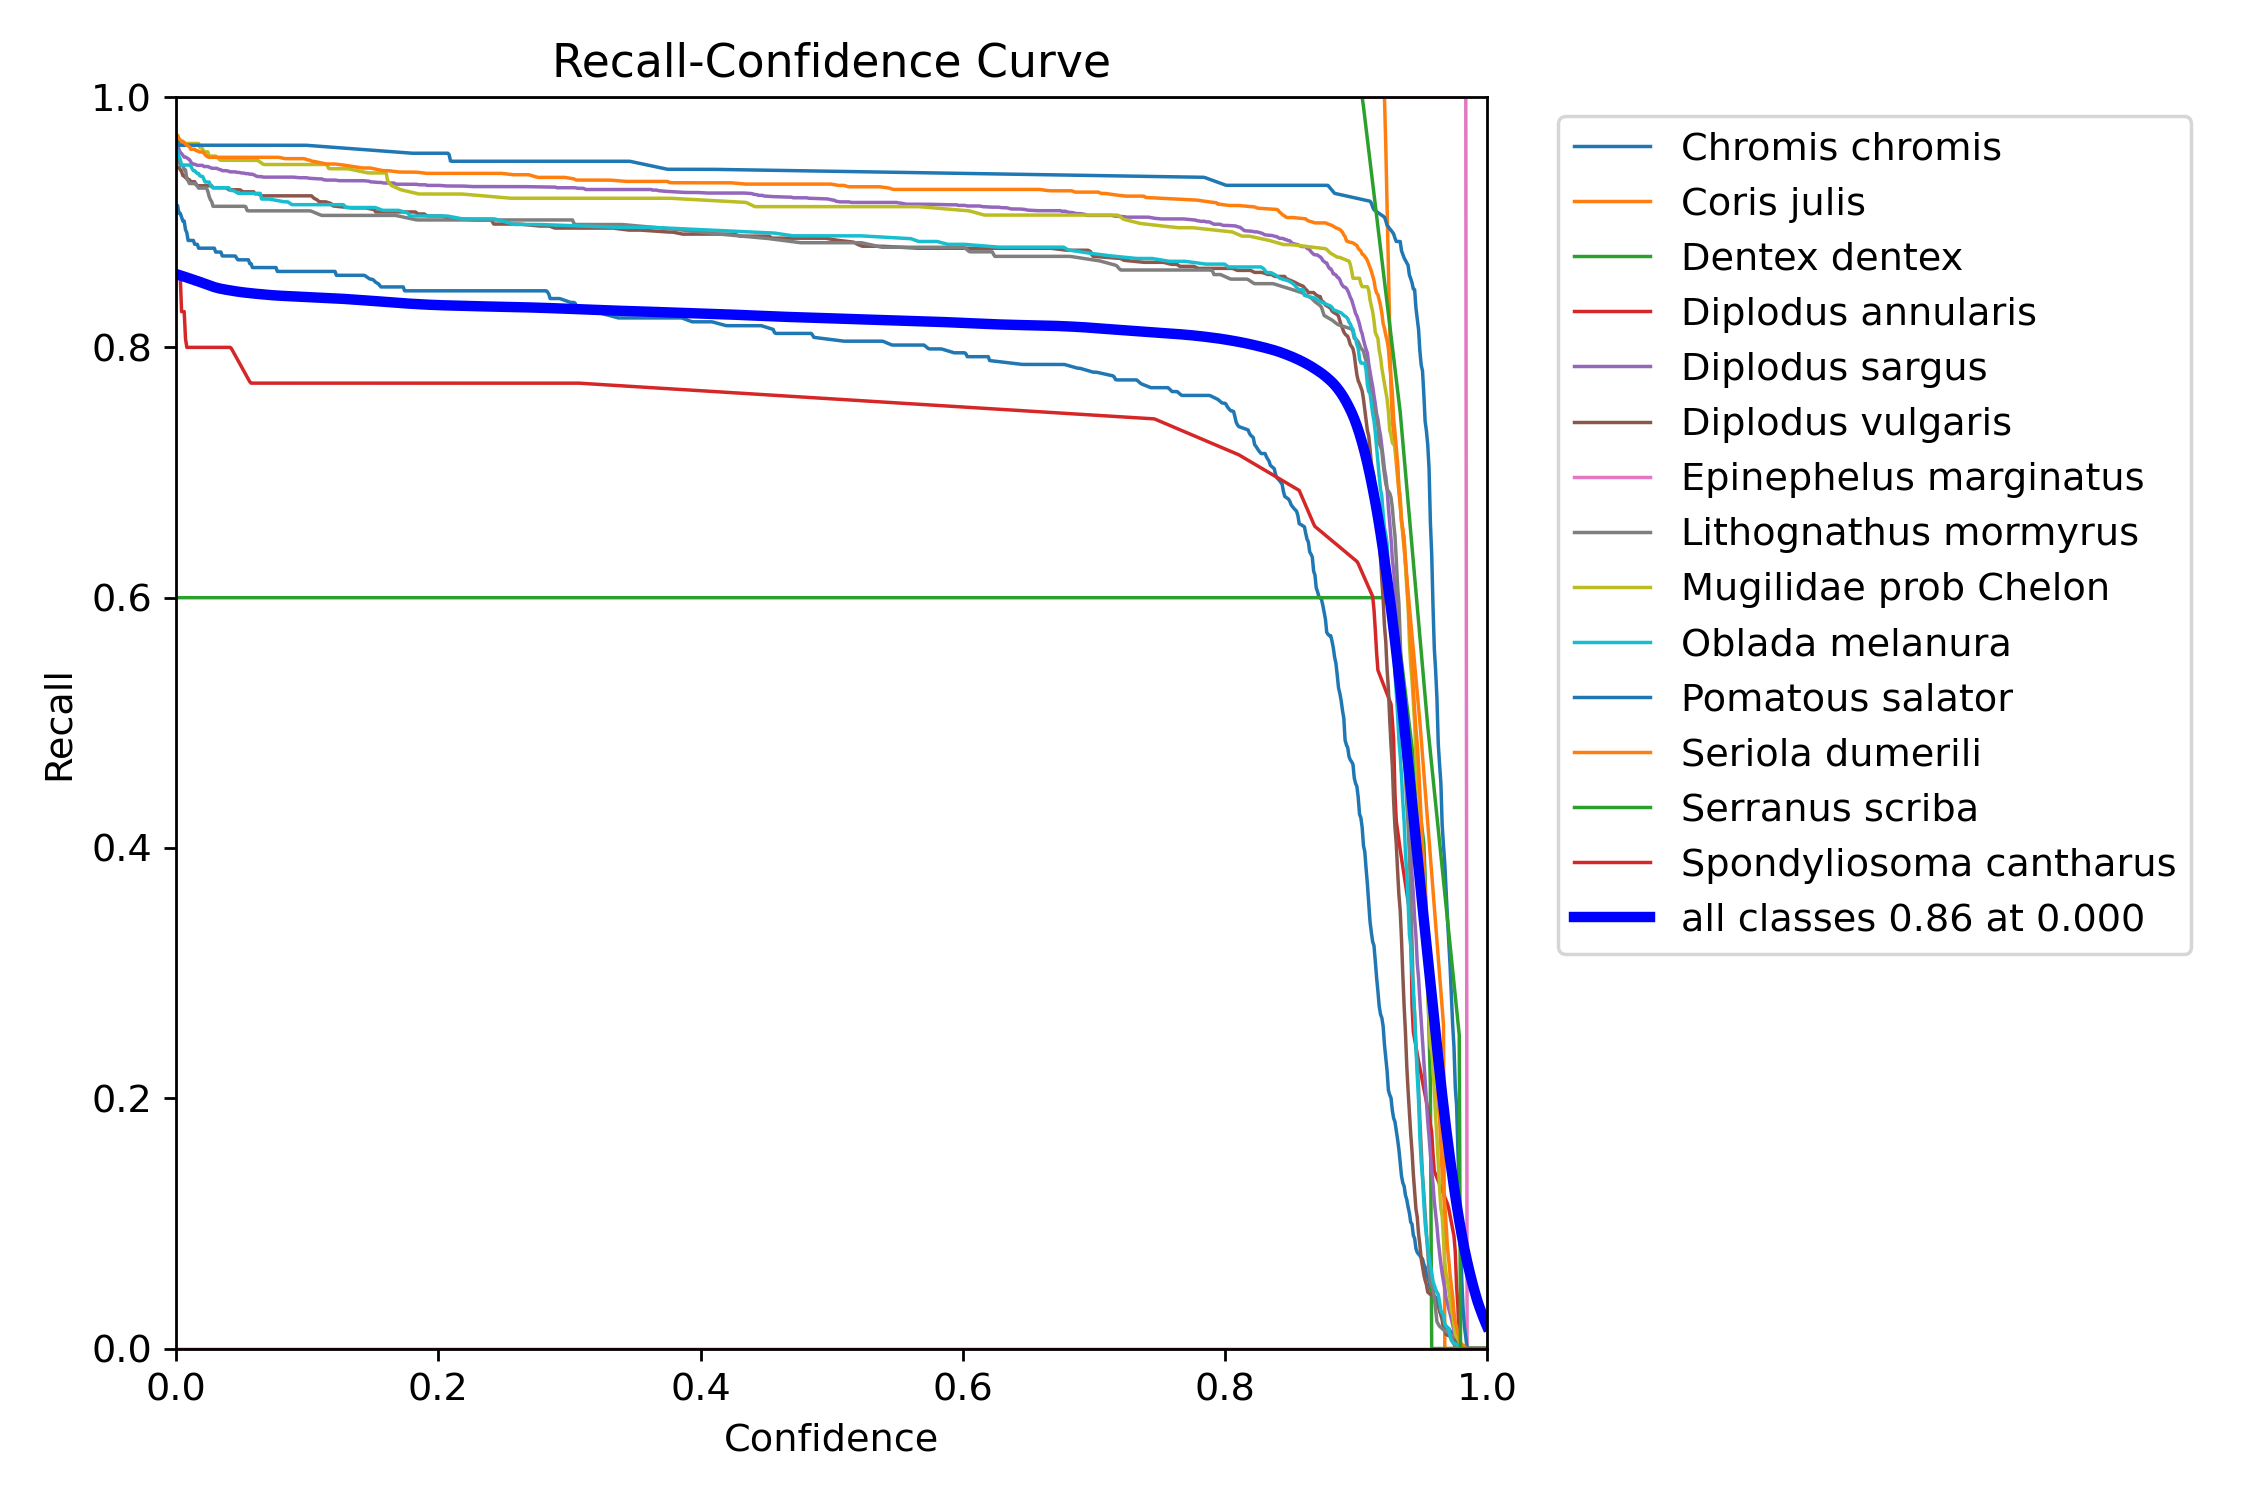 Recall-Confidence Curve
1.0
0.8
0.6
0.4
0.2
0.0
Recall
0.0 0.2 0.4 0.6 0.8 1.0
Confidence
Chromis chromis
Coris julis
Dentex dentex
Diplodus annularis
Diplodus sargus
Diplodus vulgaris
Epinephelus marginatus
Lithognathus mormyrus
Mugilidae prob Chelon
Oblada melanura
Pomatous salator
Seriola dumerili
Serranus scriba
Spondyliosoma cantharus
all classes 0.86 at 0.000